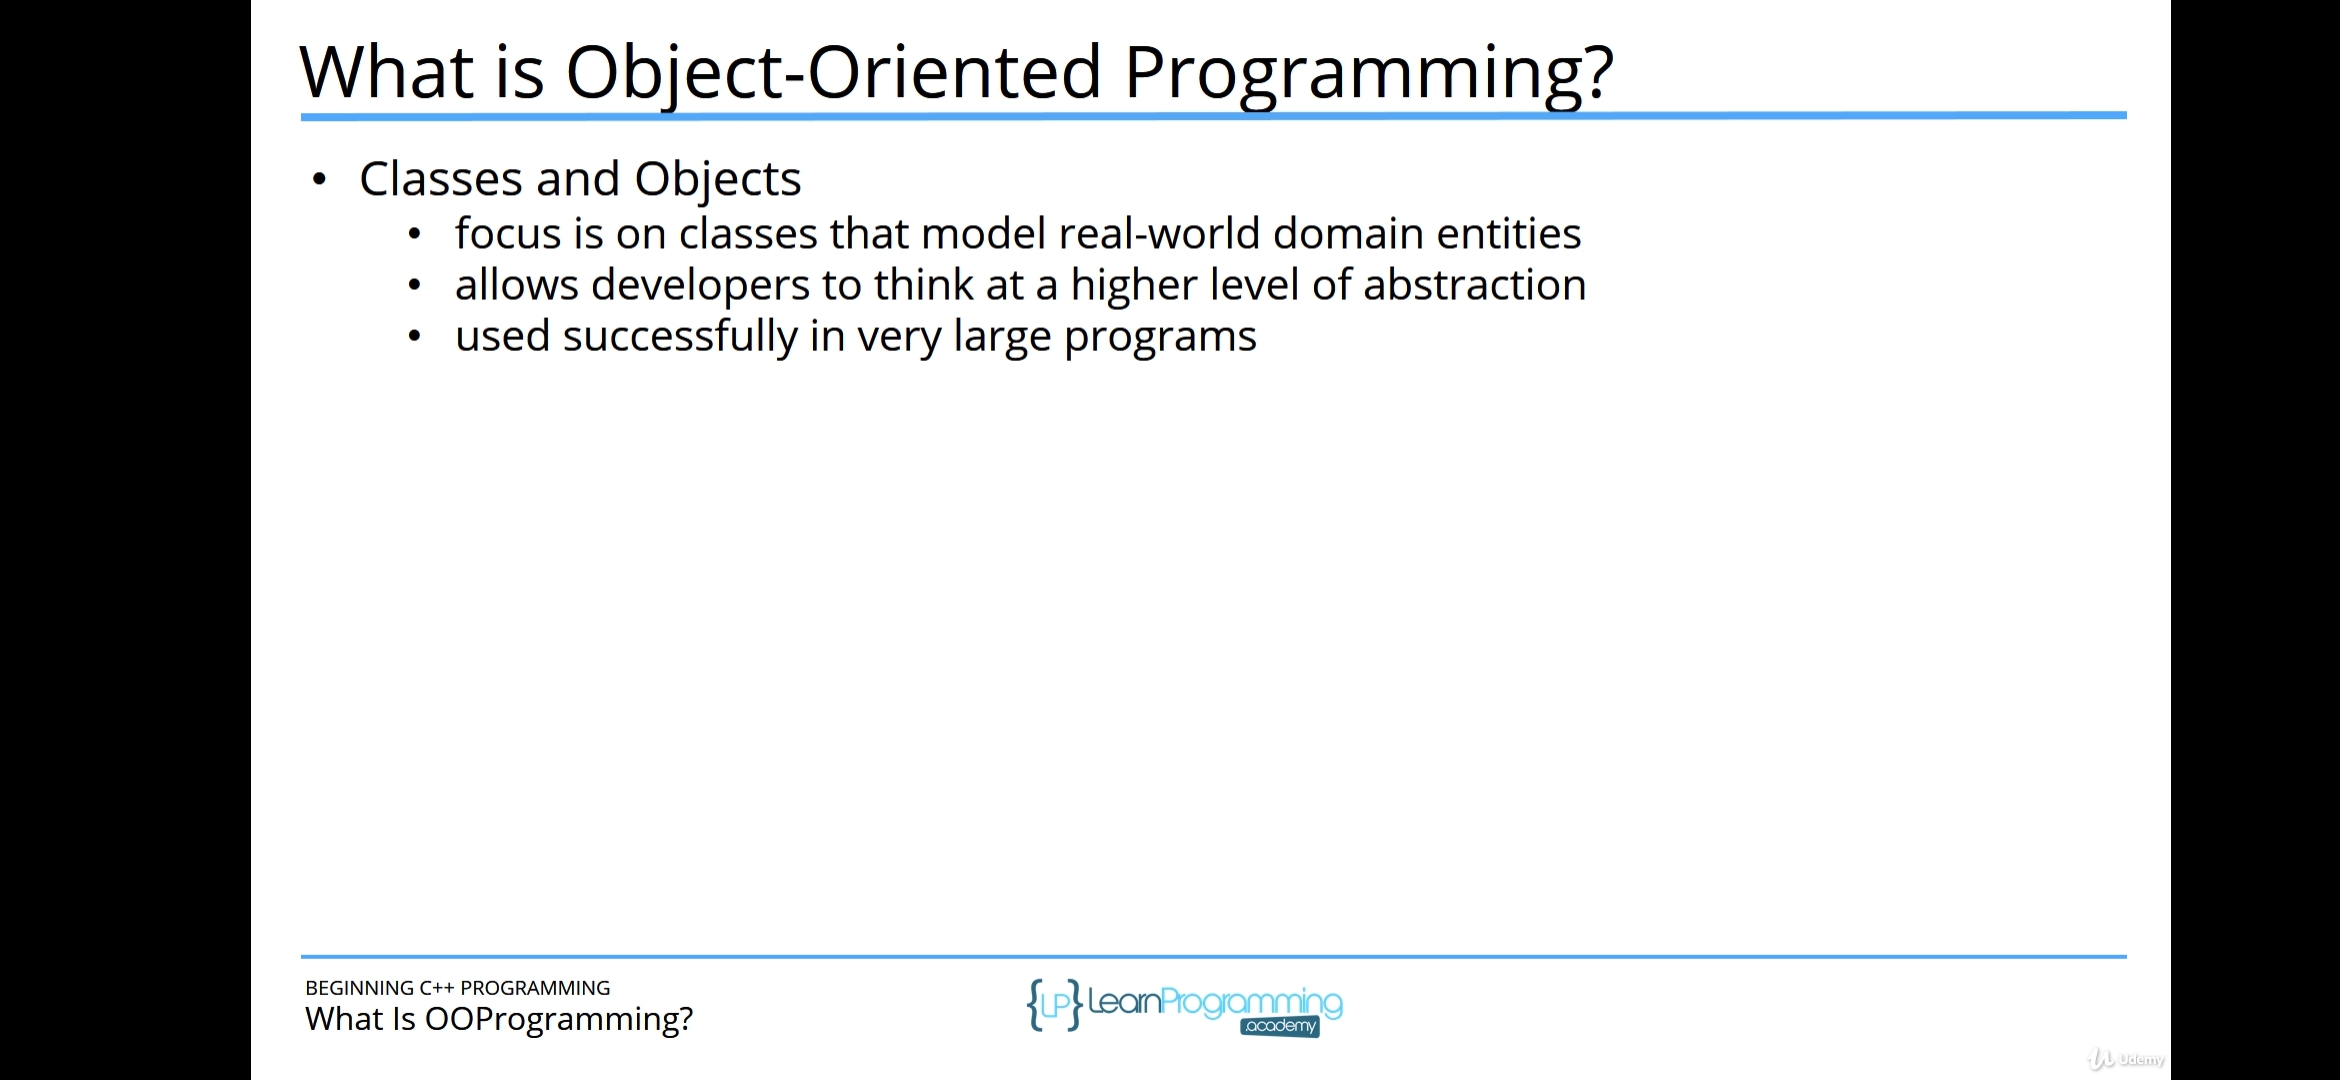 What is Object-Oriented Programming?
• Classes and Objects
• focus is on classes that model real-world domain entities
• allows developers to think at a higher level of abstraction
• used successfully in very large programs
BEGINNING C++ PROGRAMMING
What Is OOProgramming?
{LP} LearnProgramming
academy
Udemy